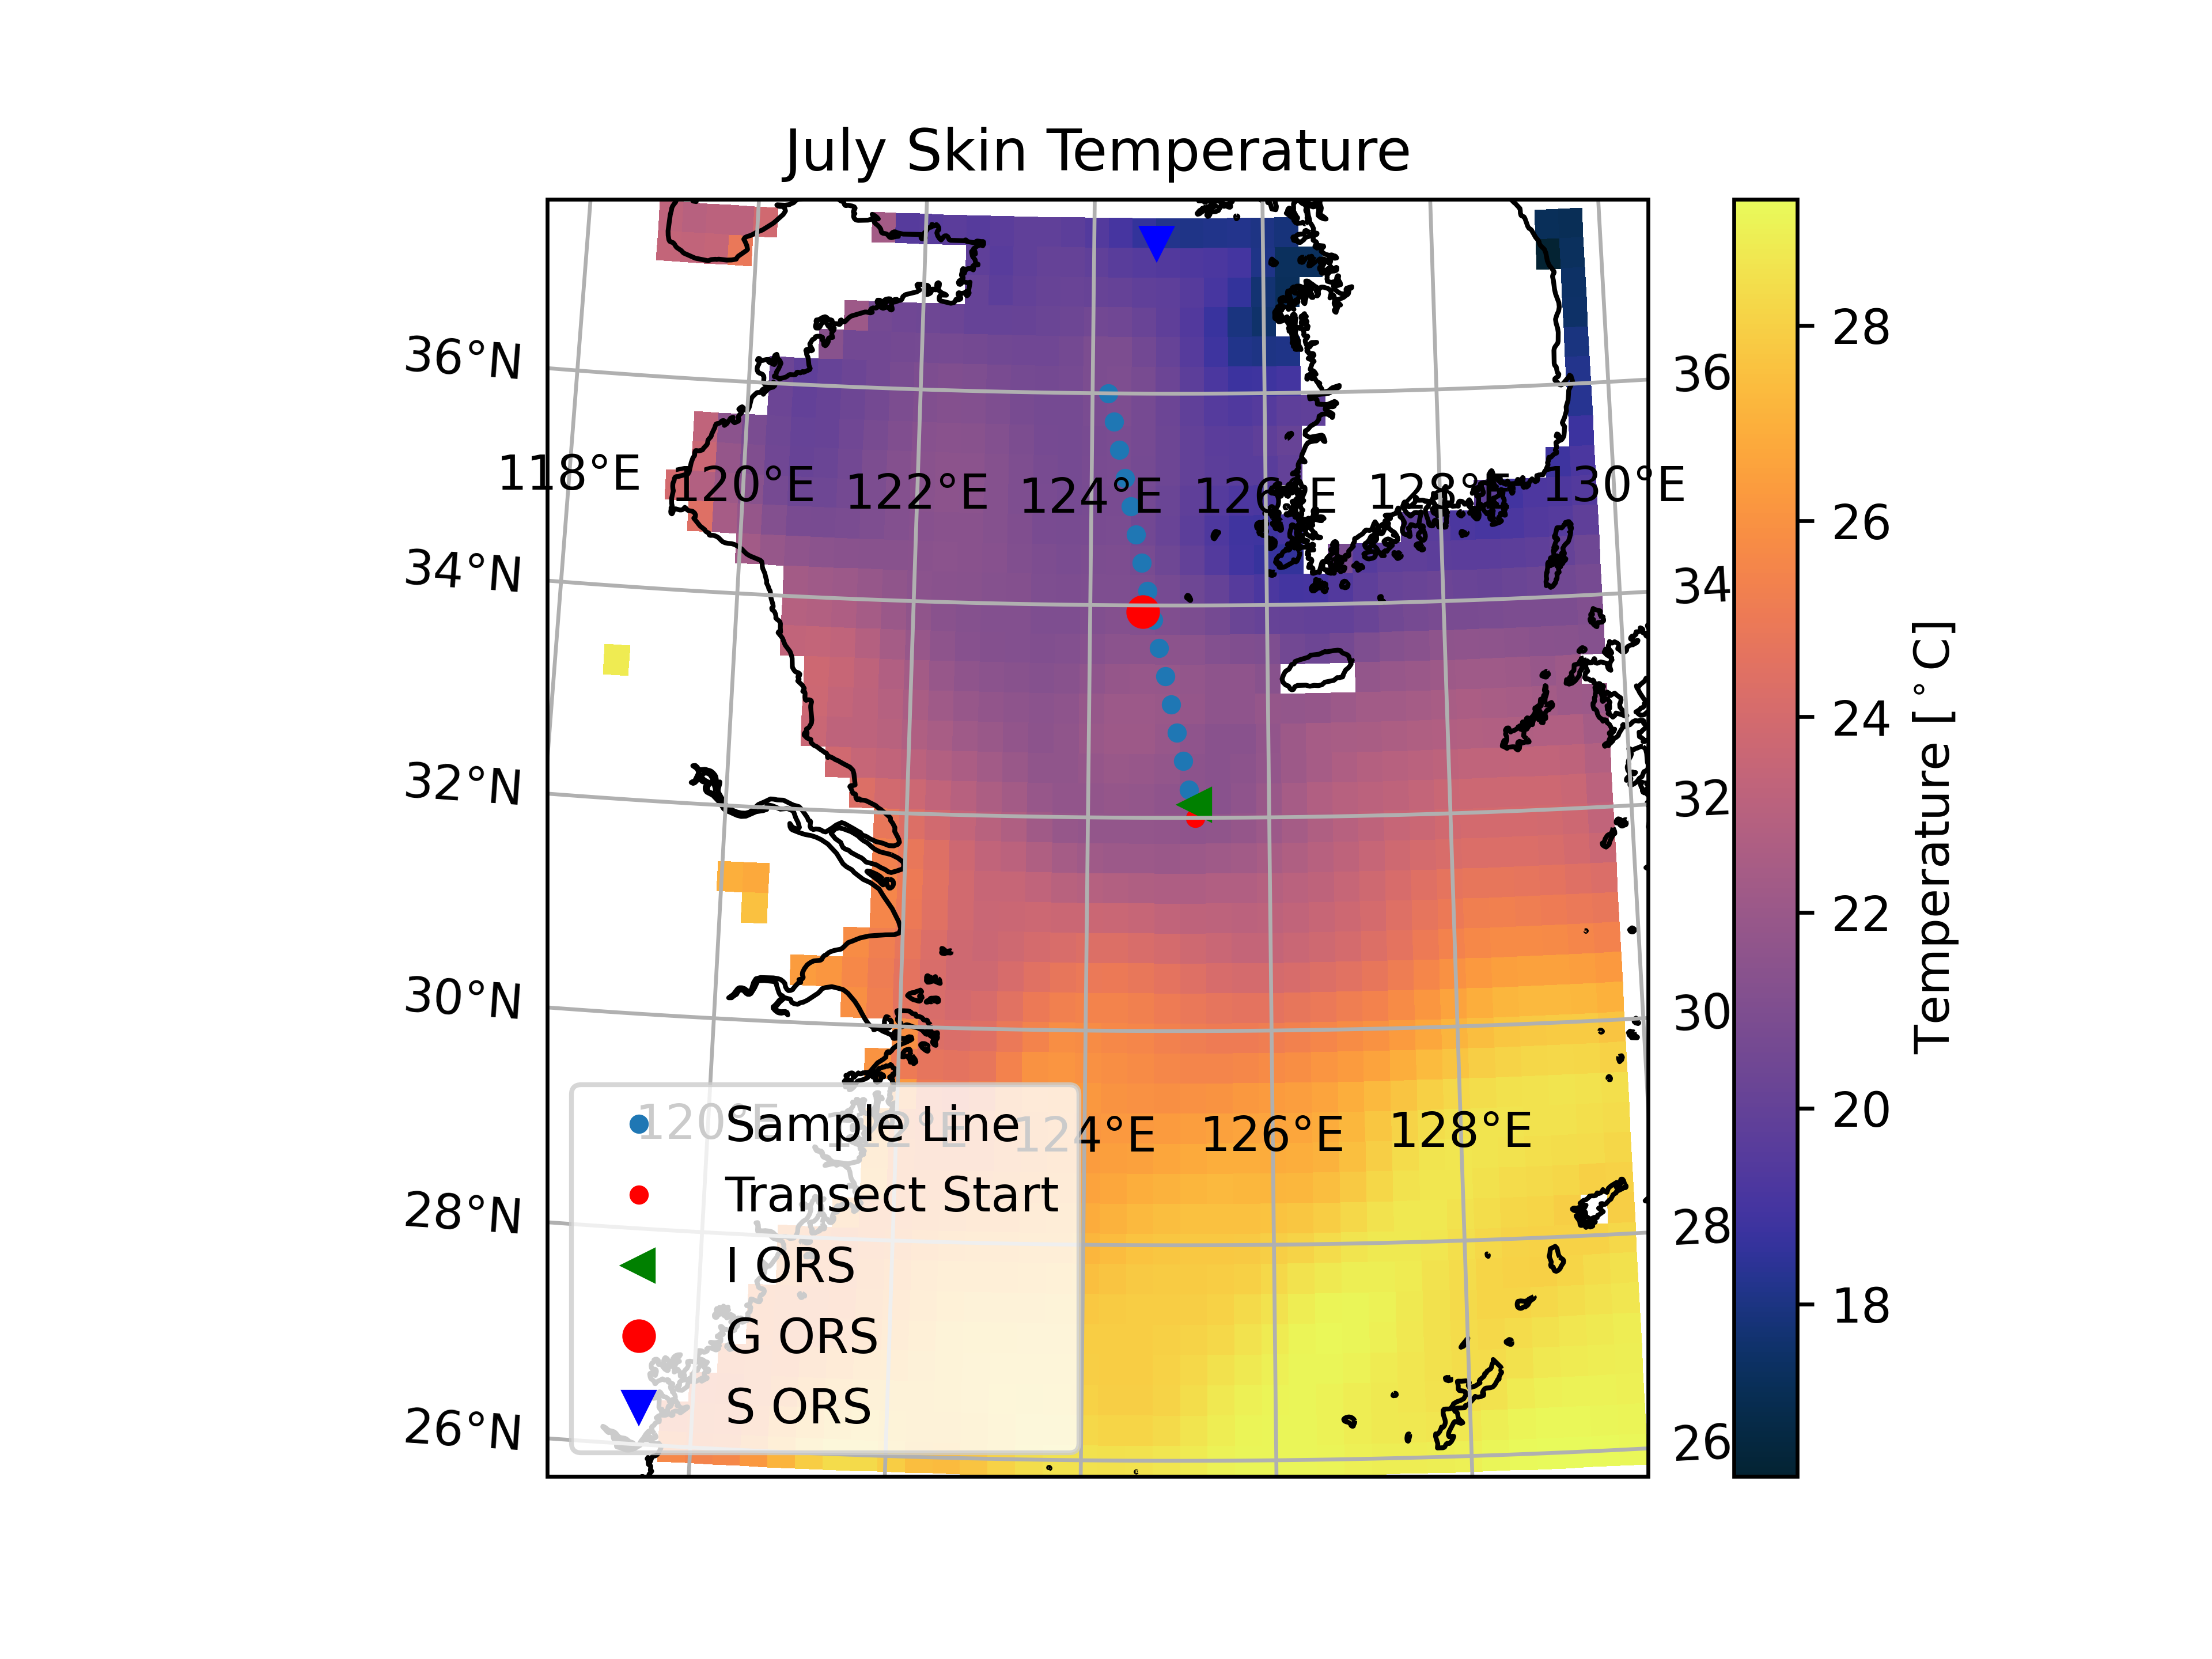 July Skin Temperature
36°N
36
118°E
120°E
122°E
124°E
126°E
128°E
130°E
34°N
34
32°N
32
30°N
30
28°N
28
26°N
26
120°E
122°E
124°E
126°E
128°E
Sample Line
Transect Start
I ORS
G ORS
S ORS
28
26
24
22
20
18
Temperature [°C]